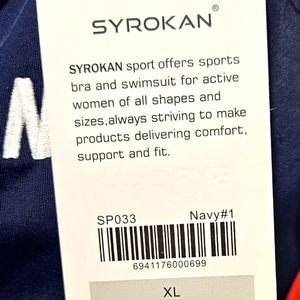 SYROKAN®
SYROKAN sport offers sports
bra and swimsuit for active
women of all shapes and
sizes,always striving to make
products delivering comfort,
support and fit.
SP033 Navy#1
6941176000699
XL